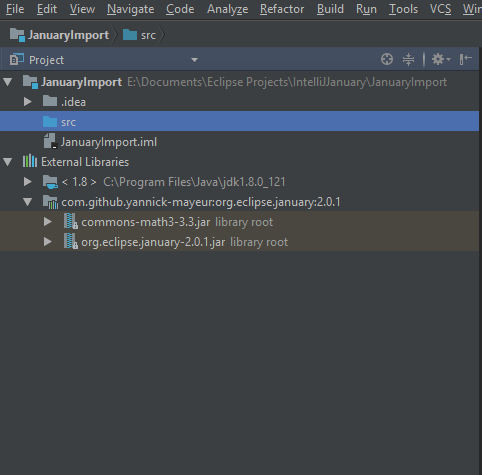 File Edit View Navigate Code Analyze Refactor Build Run Tools VCS Win
JanuaryImport src
Project
JanuaryImport E:\Documents\Eclipse Projects\IntelliJJanuary\JanuaryImport
.idea
src
JanuaryImport.iml
External Libraries
< 1.8 > C:\Program Files\Java\jdk1.8.0_121
com.github.yannick-mayeur:org.eclipse.january:2.0.1
commons-math3-3.3.jar library root
org.eclipse.january-2.0.1.jar library root